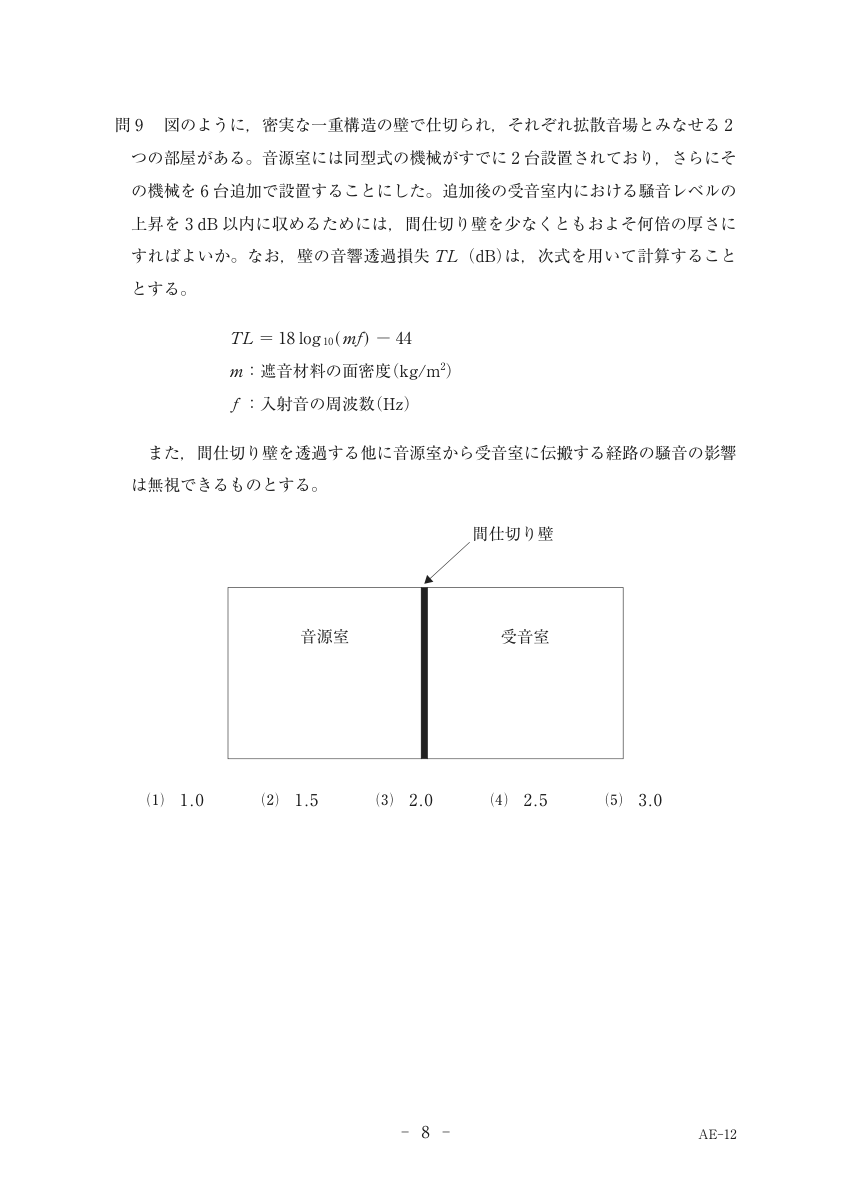 問９　図のように，密実な一重構造の壁で仕切られ，それぞれ拡散音場とみなせる２
つの部屋がある。音源室には同型式の機械がすでに２台設置されており，さらにそ
の機械を６台追加で設置することにした。追加後の受音室内における騒音レベルの
上昇を３dB以内に収めるためには，間仕切り壁を少なくともおよそ何倍の厚さに
すればよいか。なお，壁の音響透過損失 TL（dB）は，次式を用いて計算すること
とする。
TL = 18 log₁₀(mf) − 44
m：遮音材料の面密度(kg/m²)
f：入射音の周波数(Hz)
また，間仕切り壁を透過する他に音源室から受音室に伝搬する経路の騒音の影響
は無視できるものとする。
間仕切り壁
音源室　受音室
(1) 1.0　(2) 1.5　(3) 2.0　(4) 2.5　(5) 3.0
- 8 -
AE-12